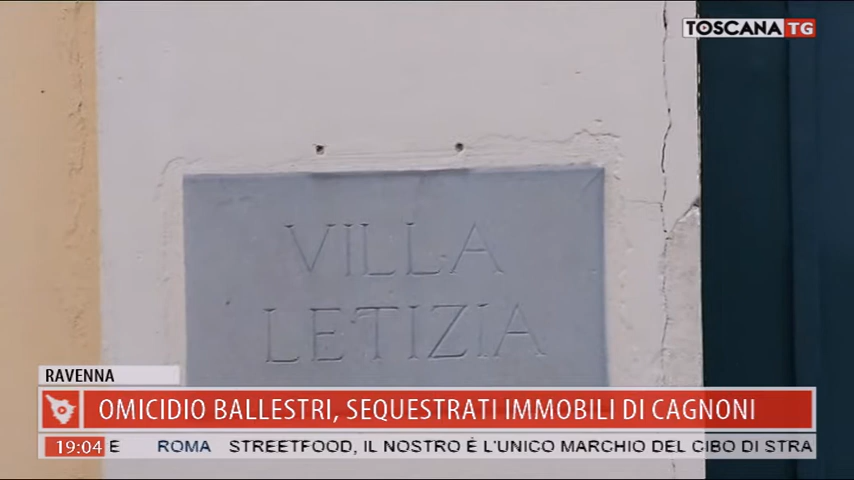 TOSCANA TG
VILLA
LETIZIA
RAVENNA
OMICIDIO BALLESTRI, SEQUESTRATI IMMOBILI DI CAGNONI
19:04 E ROMA STREETFOOD, IL NOSTRO È L'UNICO MARCHIO DEL CIBO DI STRA